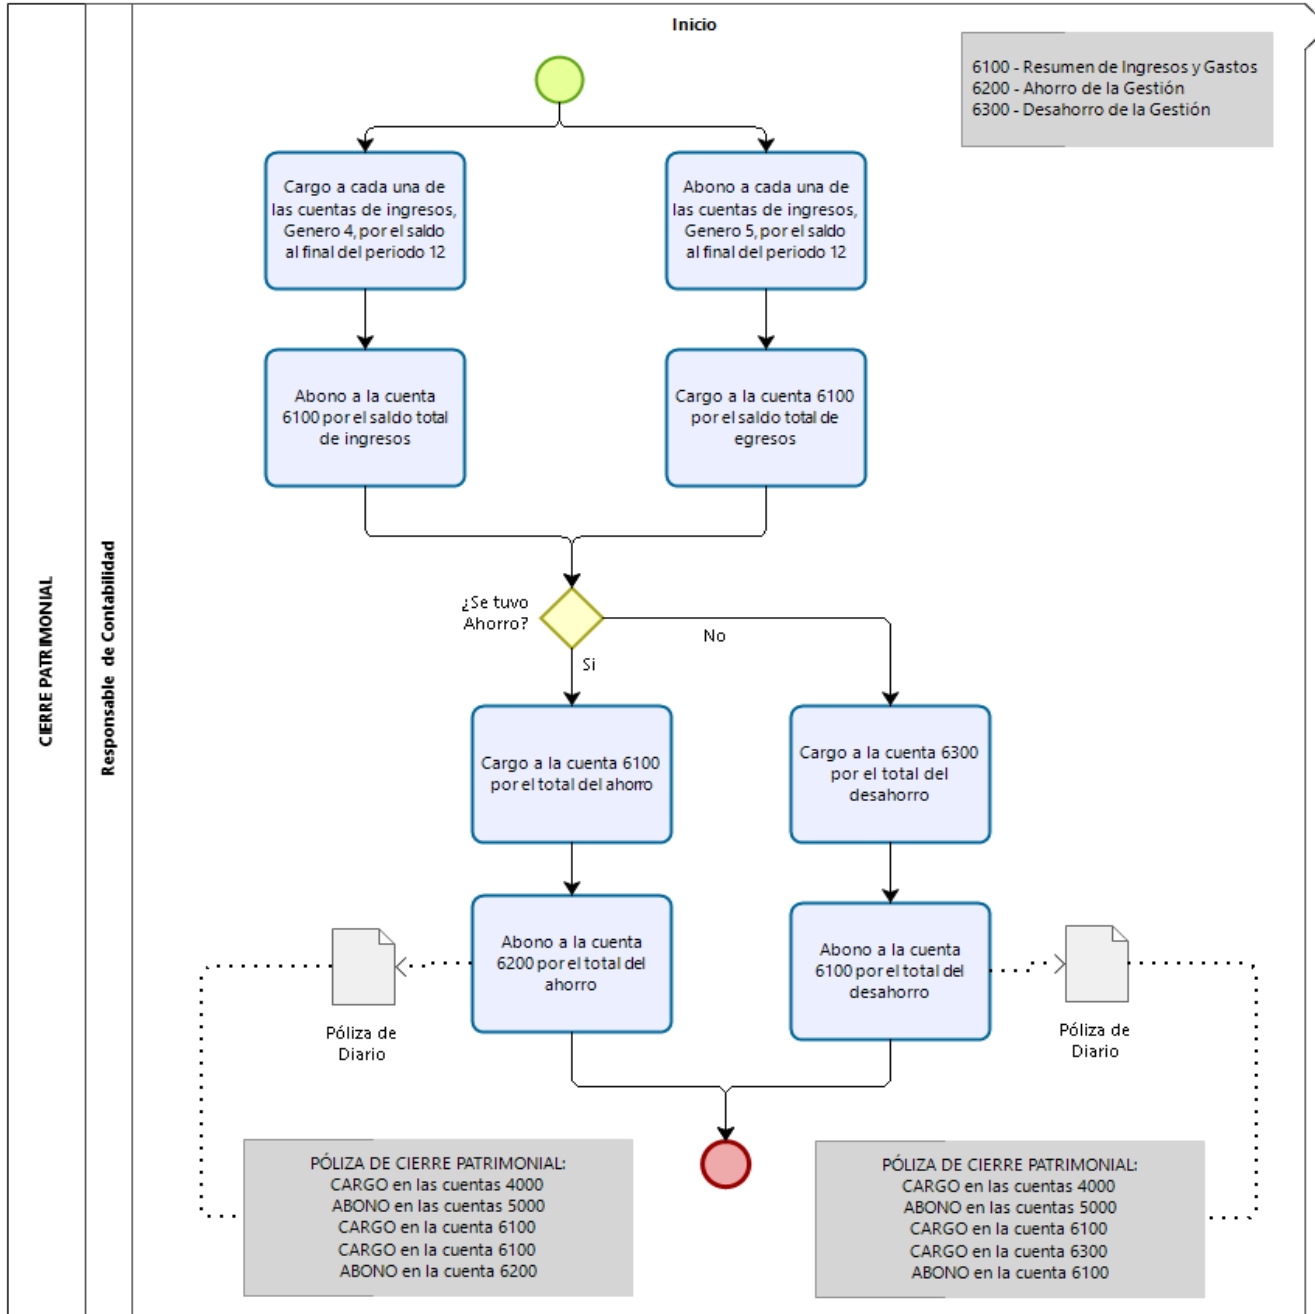 Inicio
6100 - Resumen de Ingresos y Gastos
6200 - Ahorro de la Gestión
6300 - Desahorro de la Gestión
CIERRE PATRIMONIAL
Responsable de Contabilidad
Cargo a cada una de
las cuentas de ingresos,
Genero 4, por el saldo
al final del periodo 12
Abono a cada una de
las cuentas de ingresos,
Genero 5, por el saldo
al final del periodo 12
Abono a la cuenta
6100 por el saldo total
de ingresos
Cargo a la cuenta 6100
por el saldo total de
egresos
¿Se tuvo
Ahorro?
No
Si
Cargo a la cuenta 6100
por el total del ahorro
Cargo a la cuenta 6300
por el total del
desahorro
Abono a la cuenta
6200 por el total del
ahorro
Abono a la cuenta
6100 por el total del
desahorro
Póliza de
Diario
Póliza de
Diario
PÓLIZA DE CIERRE PATRIMONIAL:
CARGO en las cuentas 4000
ABONO en las cuentas 5000
CARGO en la cuenta 6100
CARGO en la cuenta 6100
ABONO en la cuenta 6200
PÓLIZA DE CIERRE PATRIMONIAL:
CARGO en las cuentas 4000
ABONO en las cuentas 5000
CARGO en la cuenta 6100
CARGO en la cuenta 6300
ABONO en la cuenta 6100